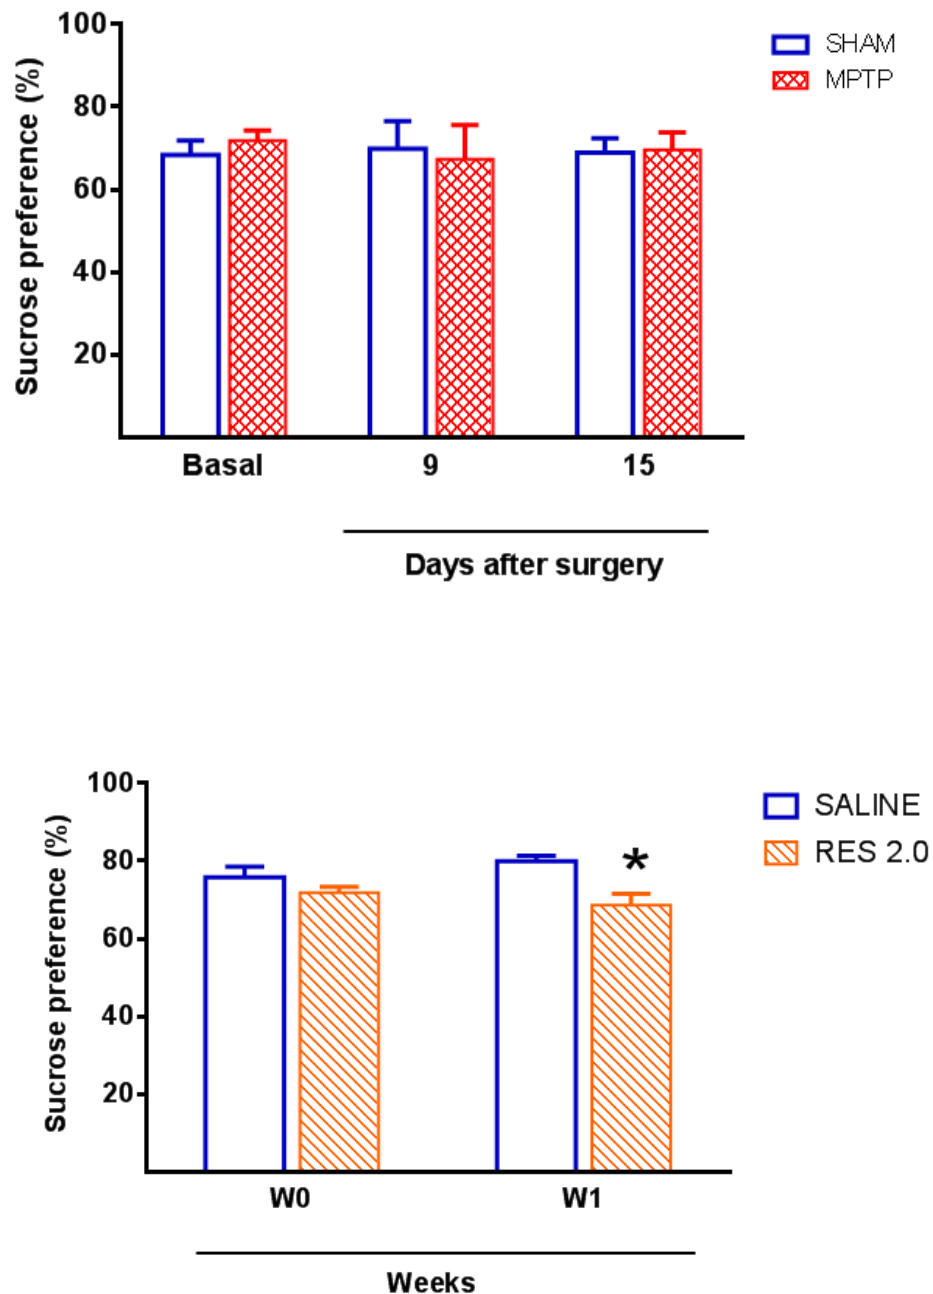 Sucrose preference (%)
100
80
60
40
20
SHAM
MPTP
Basal 9 15
Days after surgery
Sucrose preference (%)
100
80
60
40
20
SALINE
RES 2.0
*
W0 W1
Weeks